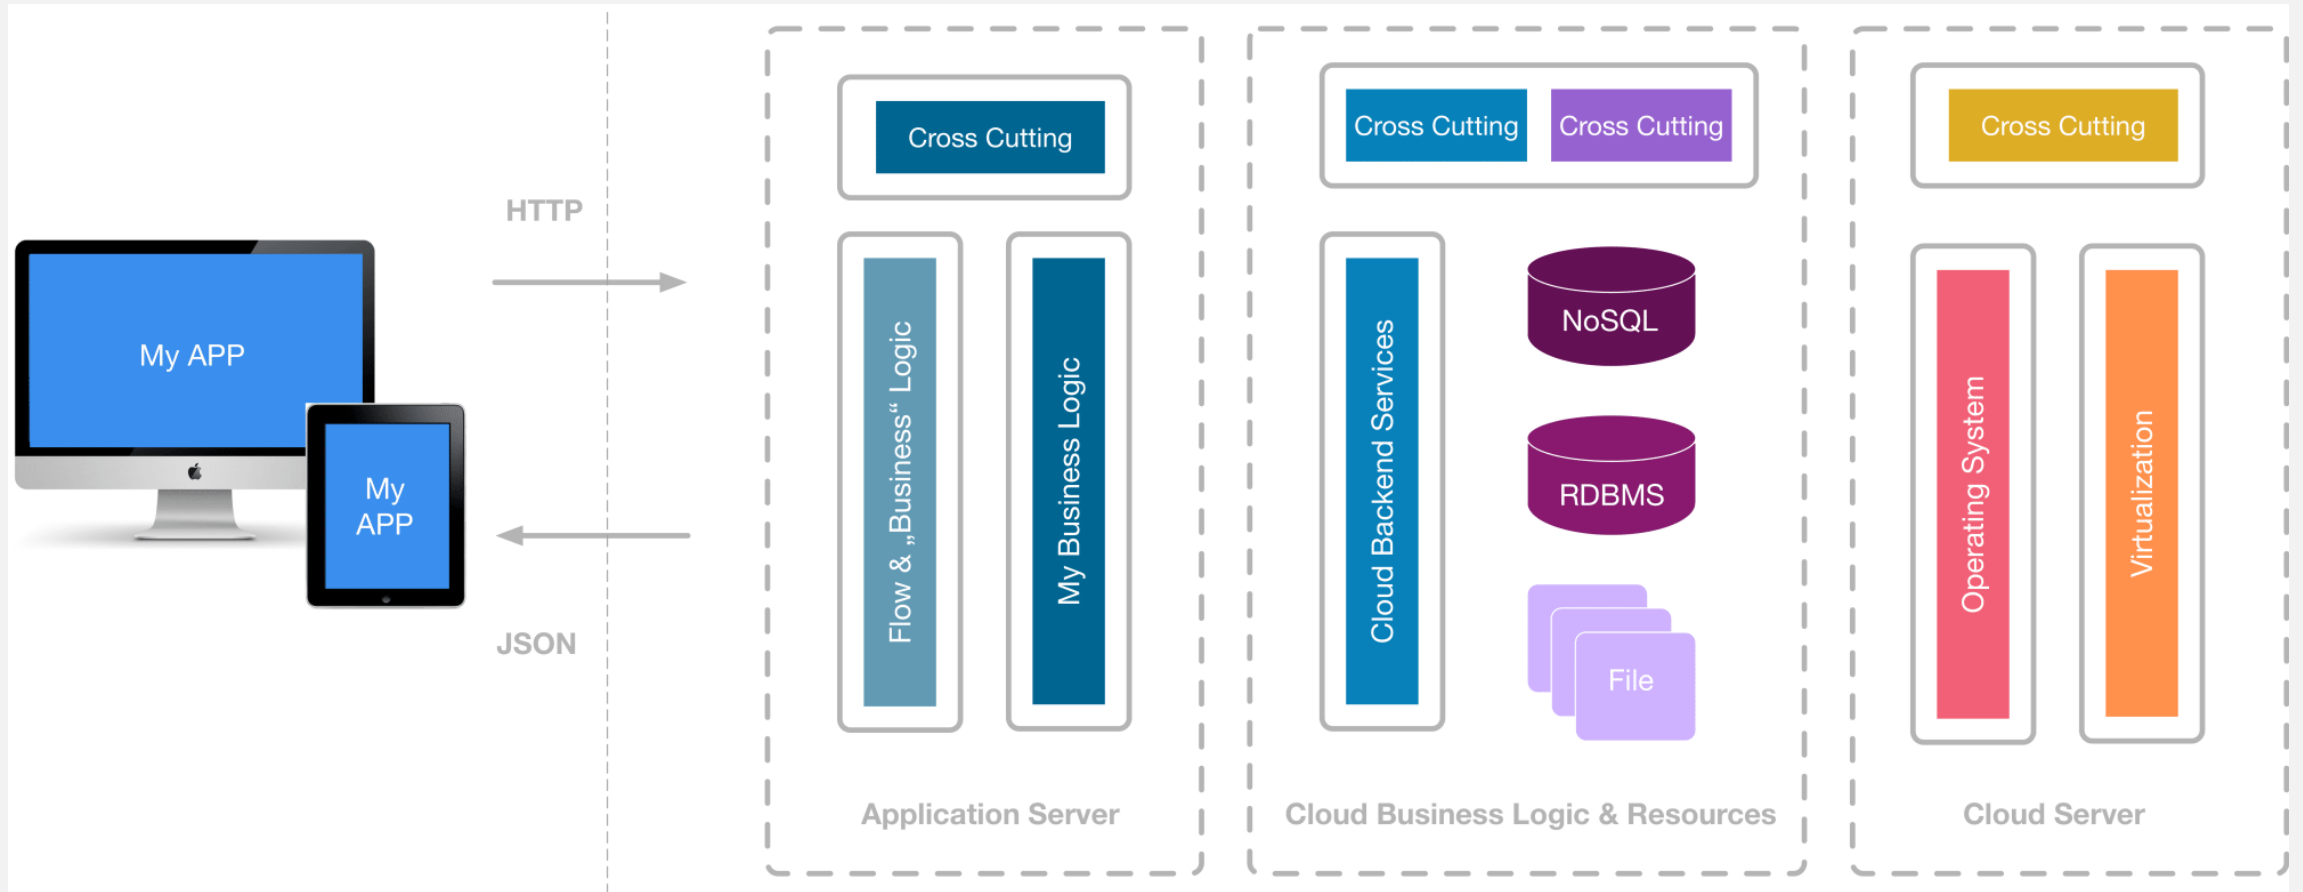 My APP
My
APP
HTTP
JSON
Cross Cutting
Flow & „Business“ Logic
My Business Logic
Application Server
Cross Cutting
Cross Cutting
Cloud Backend Services
NoSQL
RDBMS
File
Cloud Business Logic & Resources
Cross Cutting
Operating System
Virtualization
Cloud Server